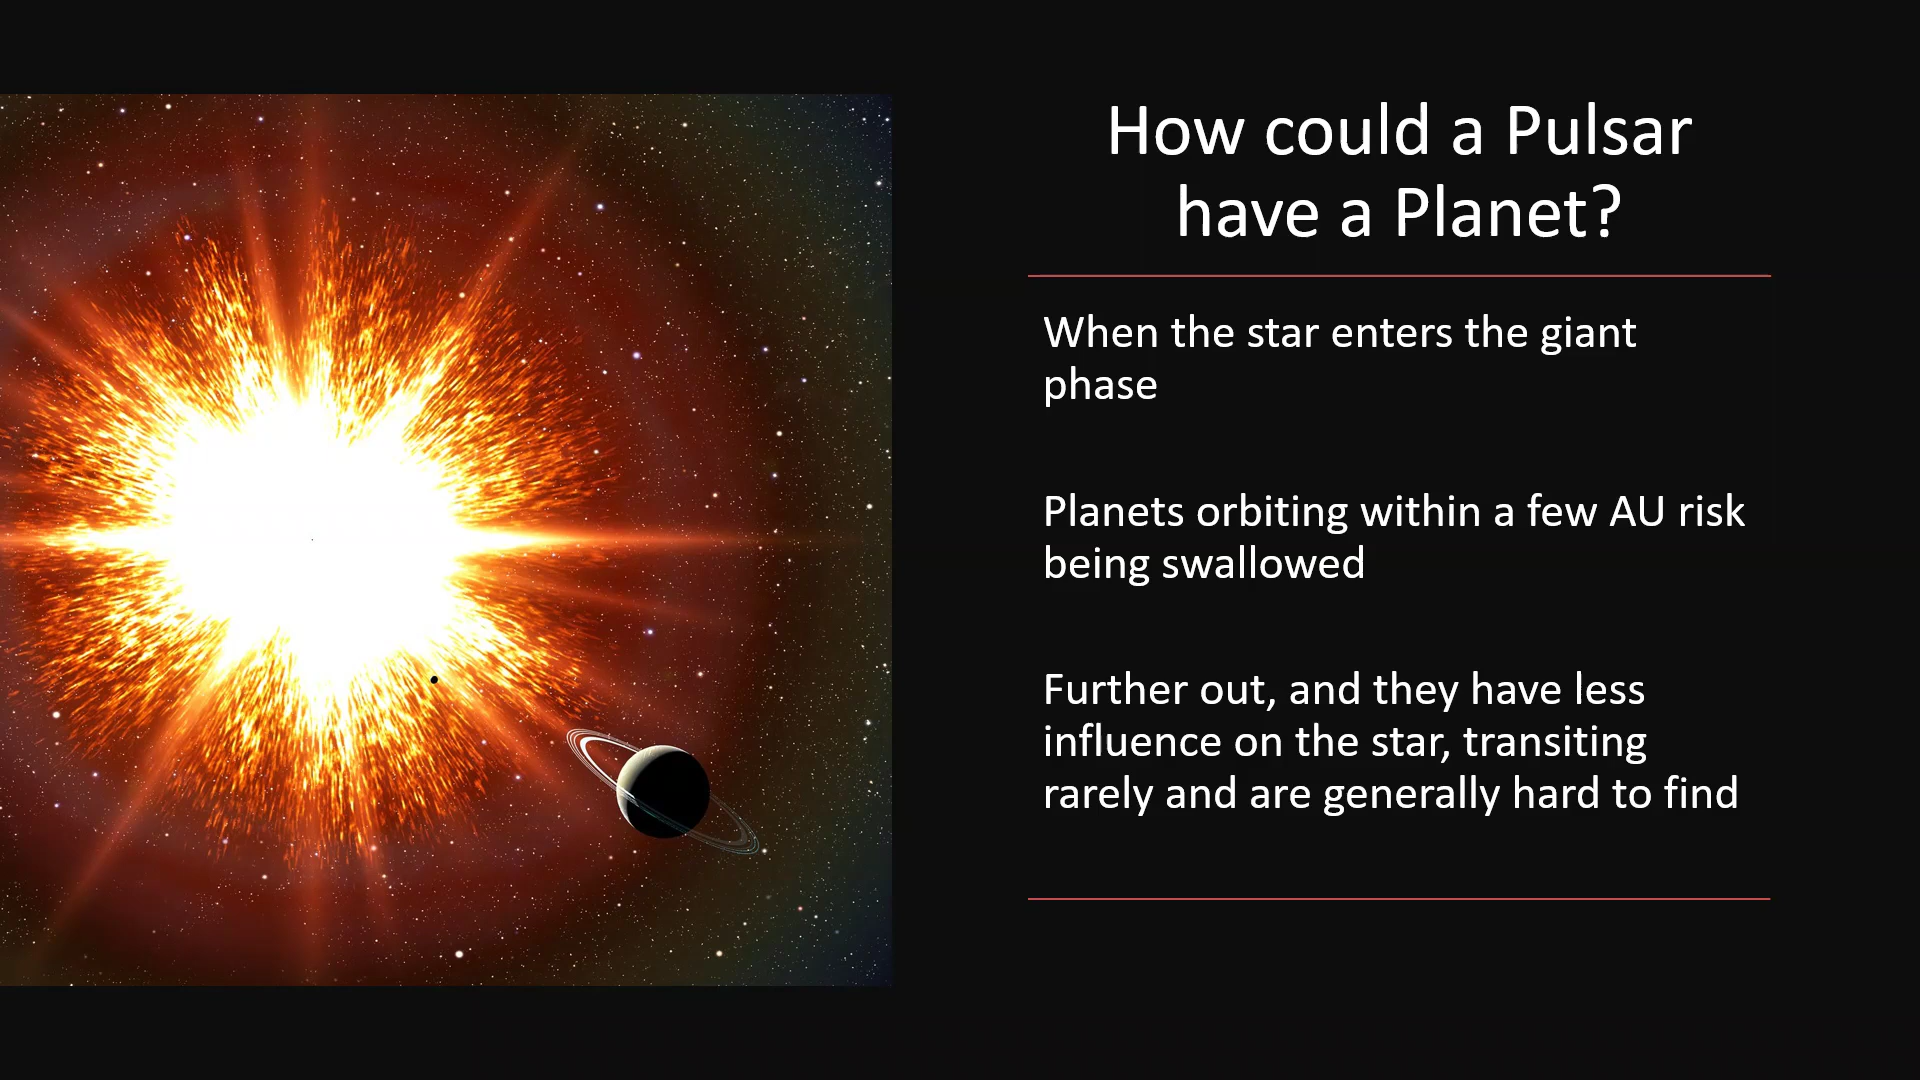 How could a Pulsar
have a Planet?
When the star enters the giant
phase
Planets orbiting within a few AU risk
being swallowed
Further out, and they have less
influence on the star, transiting
rarely and are generally hard to find